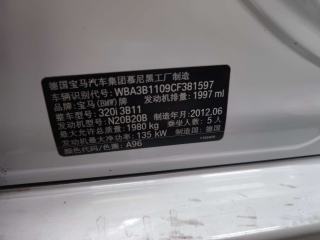 德国宝马汽车集团慕尼黑工厂制造
车辆识别代号: WBA3B1109CF381597
品牌: 宝马(BMW)牌 发动机排量: 1997 ml
整车型号: 320i 3B11
发动机型号: N20B20B 制造年月: 2012.06
最大允许总质量: 1980 kg 乘坐人数: 5 人
发动机最大净功率: 135 kW 制造国: 德国
颜色代码/色差: A96